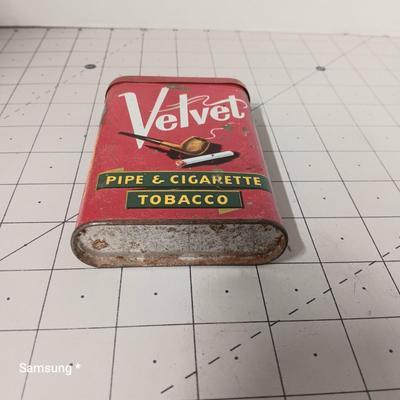 Velvet
PIPE & CIGARETTE
TOBACCO
Samsung *